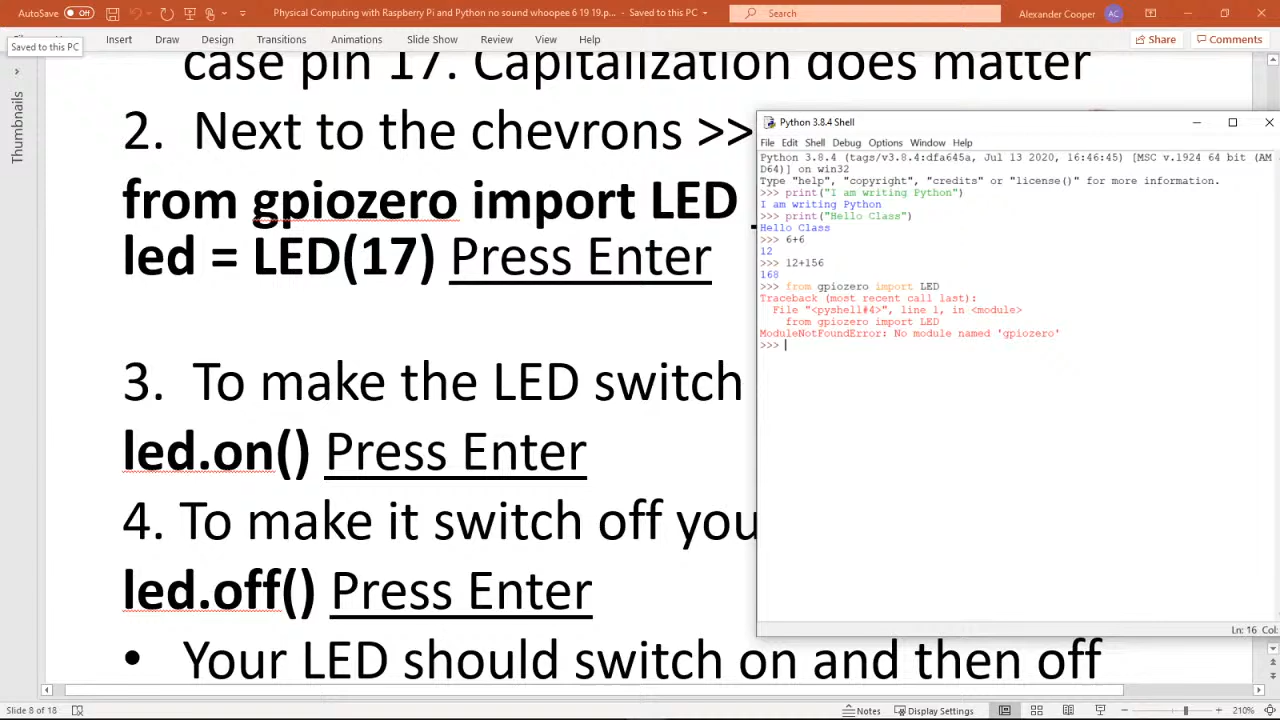 AutoSave Off
Physical Computing with Raspberry Pi and Python no sound whoopee 6 19 19.p... - Saved to this PC
Search
Alexander Cooper AC
Saved to this PC
Insert Draw Design Transitions Animations Slide Show Review View Help
Share Comments
Thumbnails
case pin 17. Capitalization does matter
2. Next to the chevrons >>
from gpiozero import LED
led = LED(17) Press Enter
3. To make the LED switch
led.on() Press Enter
4. To make it switch off you
led.off() Press Enter
• Your LED should switch on and then off
Python 3.8.4 Shell
File Edit Shell Debug Options Window Help
Python 3.8.4 (tags/v3.8.4:dfa645a, Jul 13 2020, 16:46:45) [MSC v.1924 64 bit (AM
D64)] on win32
Type "help", "copyright", "credits" or "license()" for more information.
>>> print("I am writing Python")
I am writing Python
>>> print("Hello Class")
Hello Class
>>> 6+6
12
>>> 12+156
168
>>> from gpiozero import LED
Traceback (most recent call last):
File "<pyshell#4>", line 1, in <module>
from gpiozero import LED
ModuleNotFoundError: No module named 'gpiozero'
>>>
Ln: 16 Col:
Slide 8 of 18
Notes Display Settings
210%